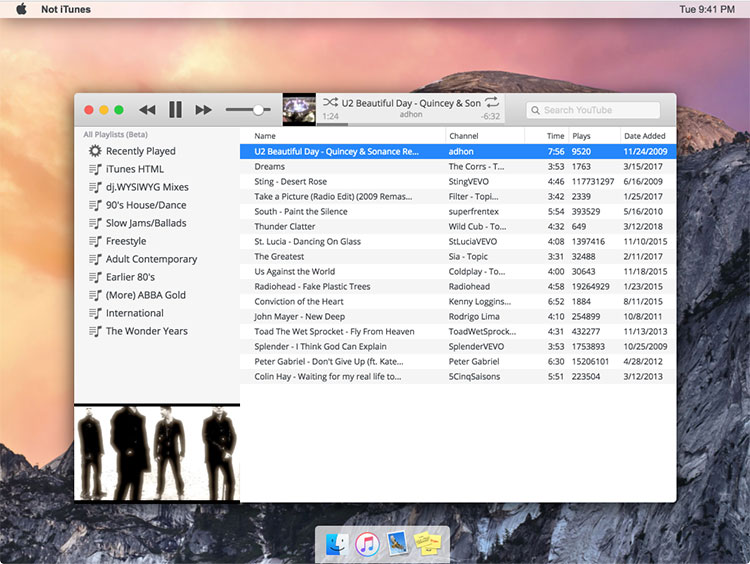 Not iTunes
Tue 9:41 PM
U2 Beautiful Day - Quincey & Son
1:24 adhon -6:32
Search YouTube
All Playlists (Beta)
Recently Played
iTunes HTML
dj.WYSIWYG Mixes
90's House/Dance
Slow Jams/Ballads
Freestyle
Adult Contemporary
Earlier 80's
(More) ABBA Gold
International
The Wonder Years
Name Channel Time Plays Date Added
U2 Beautiful Day - Quincey & Sonance Re... adhon 7:56 9520 11/24/2009
Dreams The Corrs - T... 3:53 1763 3/15/2017
Sting - Desert Rose StingVEVO 4:46 117731297 6/16/2009
Take a Picture (Radio Edit) (2009 Remas... Filter - Topi... 3:42 2339 1/25/2017
South - Paint the Silence superfrentex 5:54 393529 5/16/2010
Thunder Clatter Wild Cub - To... 4:32 649 3/12/2018
St. Lucia - Dancing On Glass StLuciaVEVO 4:08 1397416 11/10/2015
The Greatest Sia - Topic 3:31 32488 2/11/2017
Us Against the World Coldplay - To... 4:00 30643 11/18/2015
Radiohead - Fake Plastic Trees Radiohead 4:58 19264929 1/23/2015
Conviction of the Heart Kenny Loggins... 6:52 1884 8/11/2015
John Mayer - New Deep Rodrigo Lima 4:10 254899 10/8/2011
Toad The Wet Sprocket - Fly From Heaven ToadWetSprock... 4:31 432277 11/13/2013
Splender - I Think God Can Explain SplenderVEVO 3:53 1753893 10/25/2009
Peter Gabriel - Don't Give Up (ft. Kate... Peter Gabriel 6:30 15206101 4/28/2012
Colin Hay - Waiting for my real life to... 5CinqSaisons 5:51 223504 3/12/2013